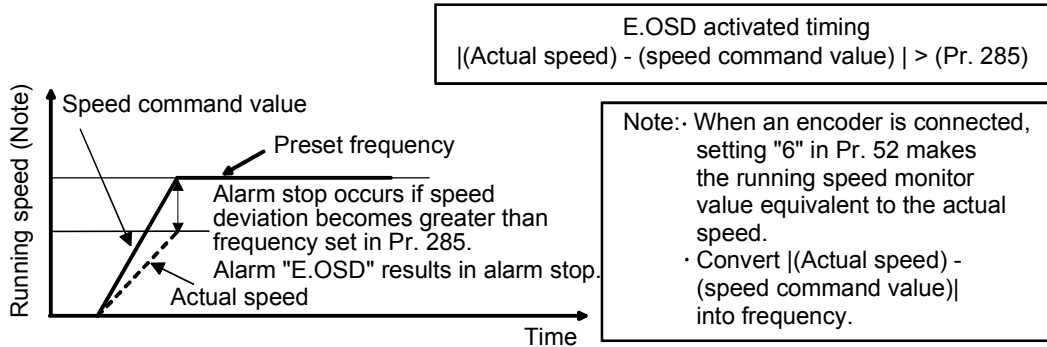 E.OSD activated timing
|(Actual speed) - (speed command value) | > (Pr. 285)
Running speed (Note)
Speed command value
Preset frequency
Alarm stop occurs if speed
deviation becomes greater than
frequency set in Pr. 285.
Alarm "E.OSD" results in alarm stop.
Actual speed
Time
Note:· When an encoder is connected,
setting "6" in Pr. 52 makes
the running speed monitor
value equivalent to the actual
speed.
· Convert |(Actual speed) -
(speed command value)|
into frequency.